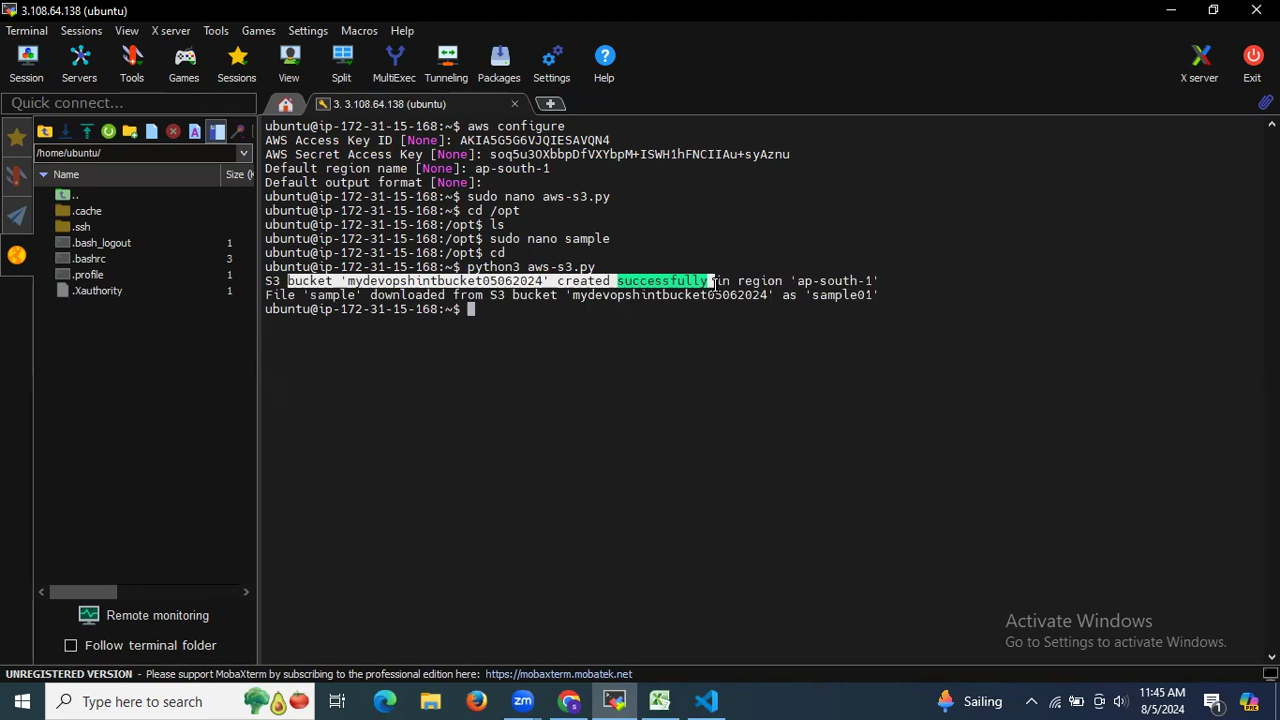 3.108.64.138 (ubuntu)
Terminal Sessions View X server Tools Games Settings Macros Help
Session Servers Tools Games Sessions View Split MultiExec Tunneling Packages Settings Help X server Exit
Quick connect...
3. 3.108.64.138 (ubuntu)
/home/ubuntu/
Name Size (K
..
.cache
.ssh
.bash_logout 1
.bashrc 3
.profile 1
.Xauthority 1
Remote monitoring
Follow terminal folder
ubuntu@ip-172-31-15-168:~$ aws configure
AWS Access Key ID [None]: AKIA5G5G6VJQIESAVQN4
AWS Secret Access Key [None]: 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
Default region name [None]: ap-south-1
Default output format [None]:
ubuntu@ip-172-31-15-168:~$ sudo nano aws-s3.py
ubuntu@ip-172-31-15-168:~$ cd /opt
ubuntu@ip-172-31-15-168:/opt$ ls
ubuntu@ip-172-31-15-168:/opt$ sudo nano sample
ubuntu@ip-172-31-15-168:/opt$ cd
ubuntu@ip-172-31-15-168:~$ python3 aws-s3.py
S3 bucket 'mydevopshintbucket05062024' created successfully in region 'ap-south-1'
File 'sample' downloaded from S3 bucket 'mydevopshintbucket05062024' as 'sample01'
ubuntu@ip-172-31-15-168:~$
Activate Windows
Go to Settings to activate Windows.
UNREGISTERED VERSION - Please support MobaXterm by subscribing to the professional edition here: https://mobaxterm.mobatek.net
Type here to search
zm
Sailing
11:45 AM
8/5/2024
1
PRE